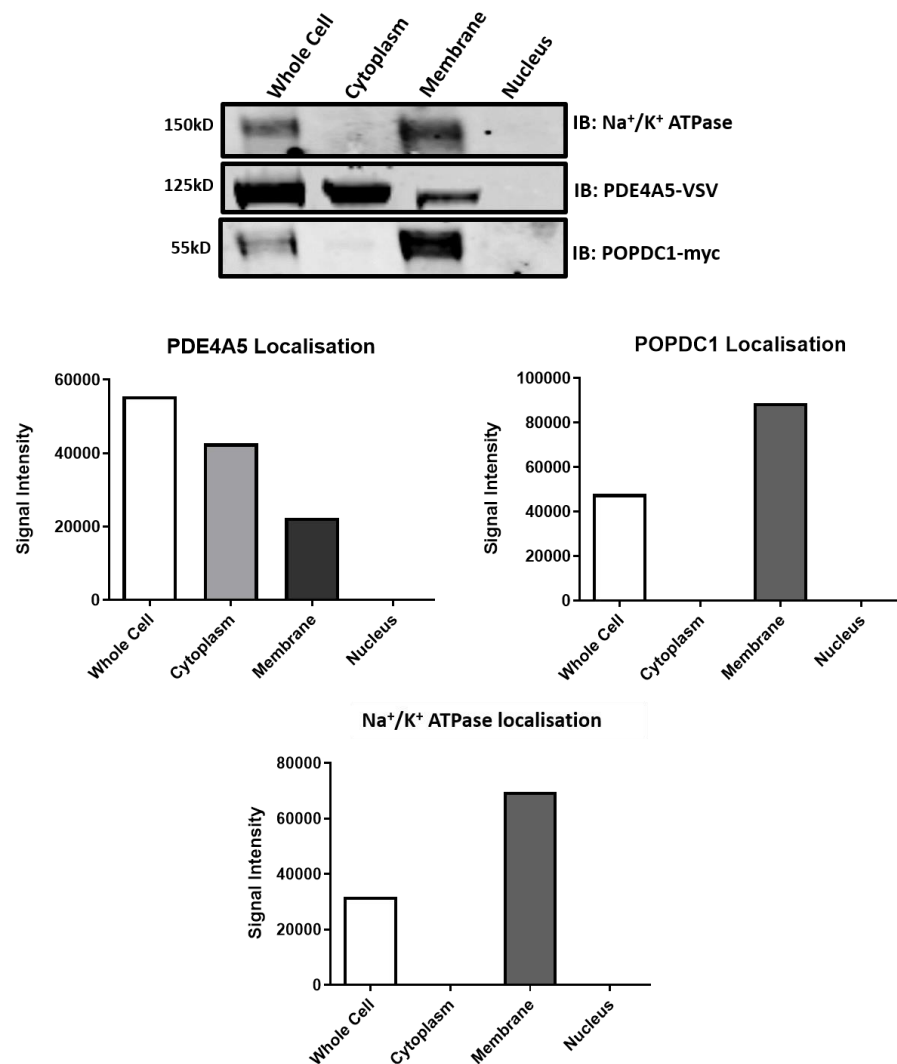 Whole Cell
Cytoplasm
Membrane
Nucleus
150kD
IB: Na⁺/K⁺ ATPase
125kD
IB: PDE4A5-VSV
55kD
IB: POPDC1-myc
PDE4A5 Localisation
Signal Intensity
60000
40000
20000
0
Whole Cell
Cytoplasm
Membrane
Nucleus
POPDC1 Localisation
Signal Intensity
100000
80000
60000
40000
20000
0
Whole Cell
Cytoplasm
Membrane
Nucleus
Na⁺/K⁺ ATPase localisation
Signal Intensity
80000
60000
40000
20000
0
Whole Cell
Cytoplasm
Membrane
Nucleus